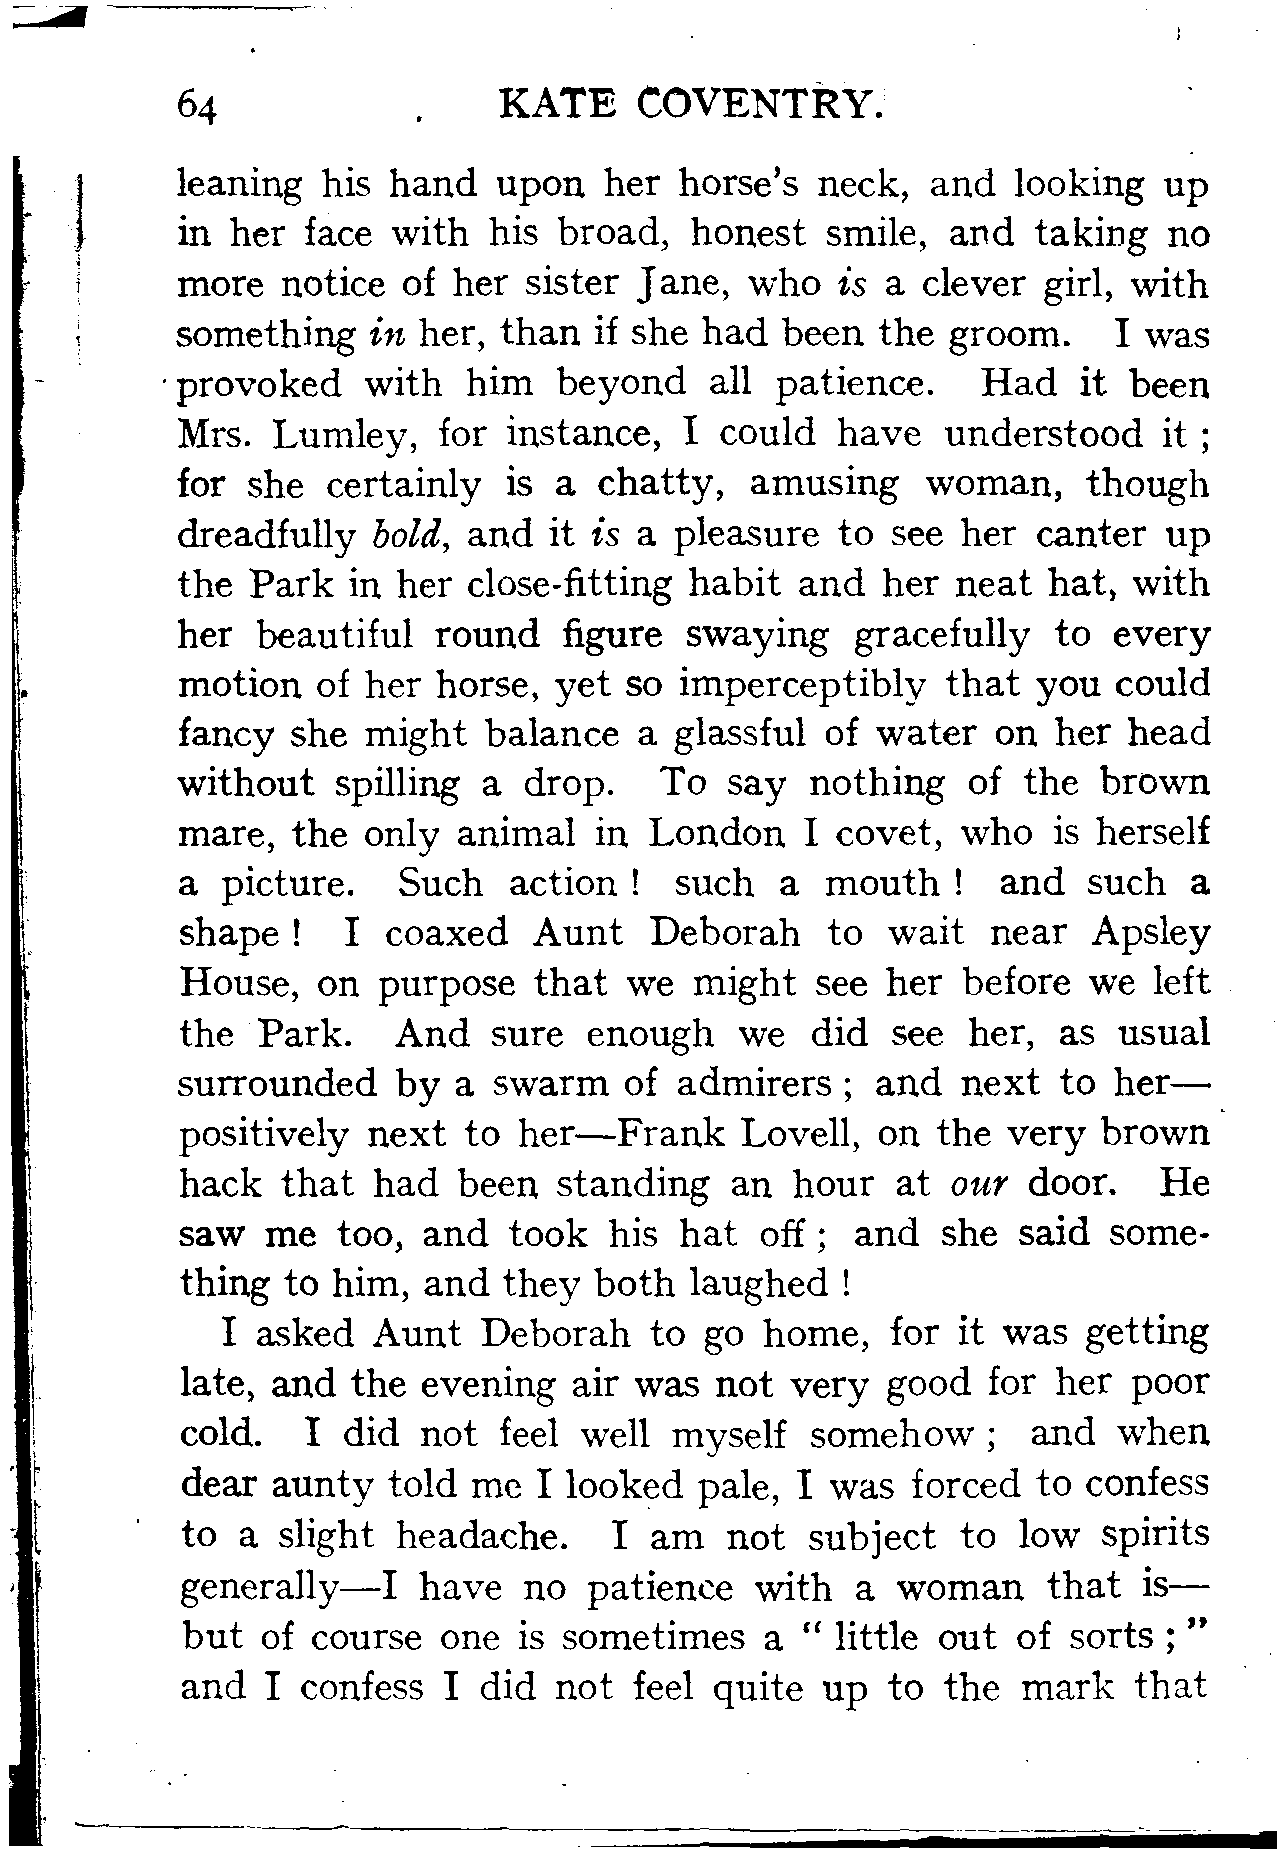 64 KATE COVENTRY.
leaning his hand upon her horse's neck, and looking up
in her face with his broad, honest smile, and taking no
more notice of her sister Jane, who is a clever girl, with
something in her, than if she had been the groom. I was
provoked with him beyond all patience. Had it been
Mrs. Lumley, for instance, I could have understood it ;
for she certainly is a chatty, amusing woman, though
dreadfully bold, and it is a pleasure to see her canter up
the Park in her close-fitting habit and her neat hat, with
her beautiful round figure swaying gracefully to every
motion of her horse, yet so imperceptibly that you could
fancy she might balance a glassful of water on her head
without spilling a drop. To say nothing of the brown
mare, the only animal in London I covet, who is herself
a picture. Such action ! such a mouth ! and such a
shape ! I coaxed Aunt Deborah to wait near Apsley
House, on purpose that we might see her before we left
the Park. And sure enough we did see her, as usual
surrounded by a swarm of admirers ; and next to her—
positively next to her—Frank Lovell, on the very brown
hack that had been standing an hour at our door. He
saw me too, and took his hat off ; and she said some-
thing to him, and they both laughed !
I asked Aunt Deborah to go home, for it was getting
late, and the evening air was not very good for her poor
cold. I did not feel well myself somehow ; and when
dear aunty told me I looked pale, I was forced to confess
to a slight headache. I am not subject to low spirits
generally—I have no patience with a woman that is—
but of course one is sometimes a “ little out of sorts ; ”
and I confess I did not feel quite up to the mark that